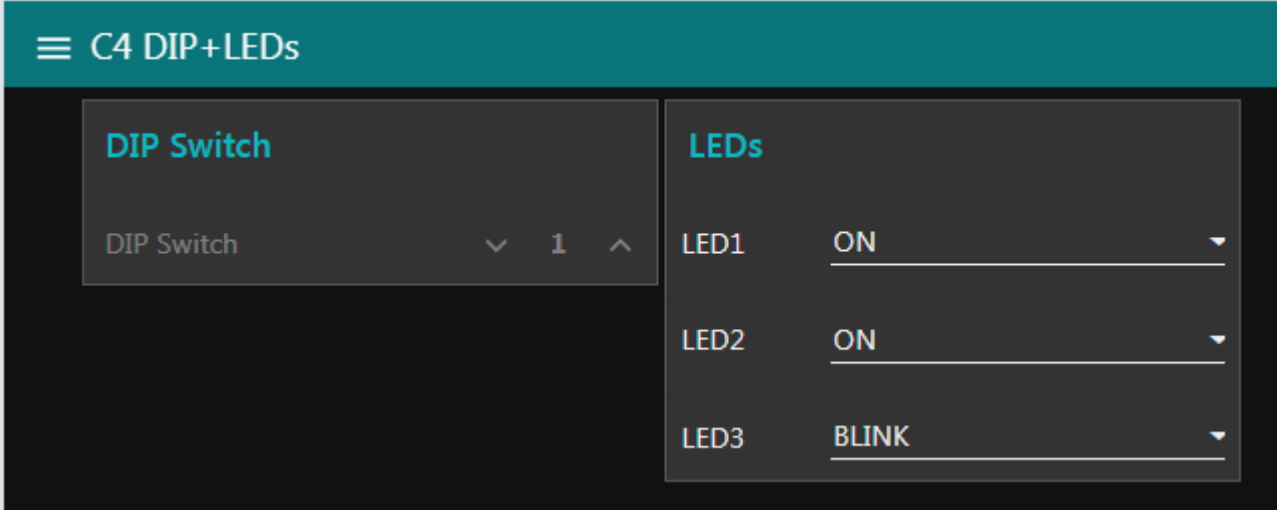 C4 DIP+LEDs
DIP Switch
DIP Switch 1
LEDs
LED1 ON
LED2 ON
LED3 BLINK